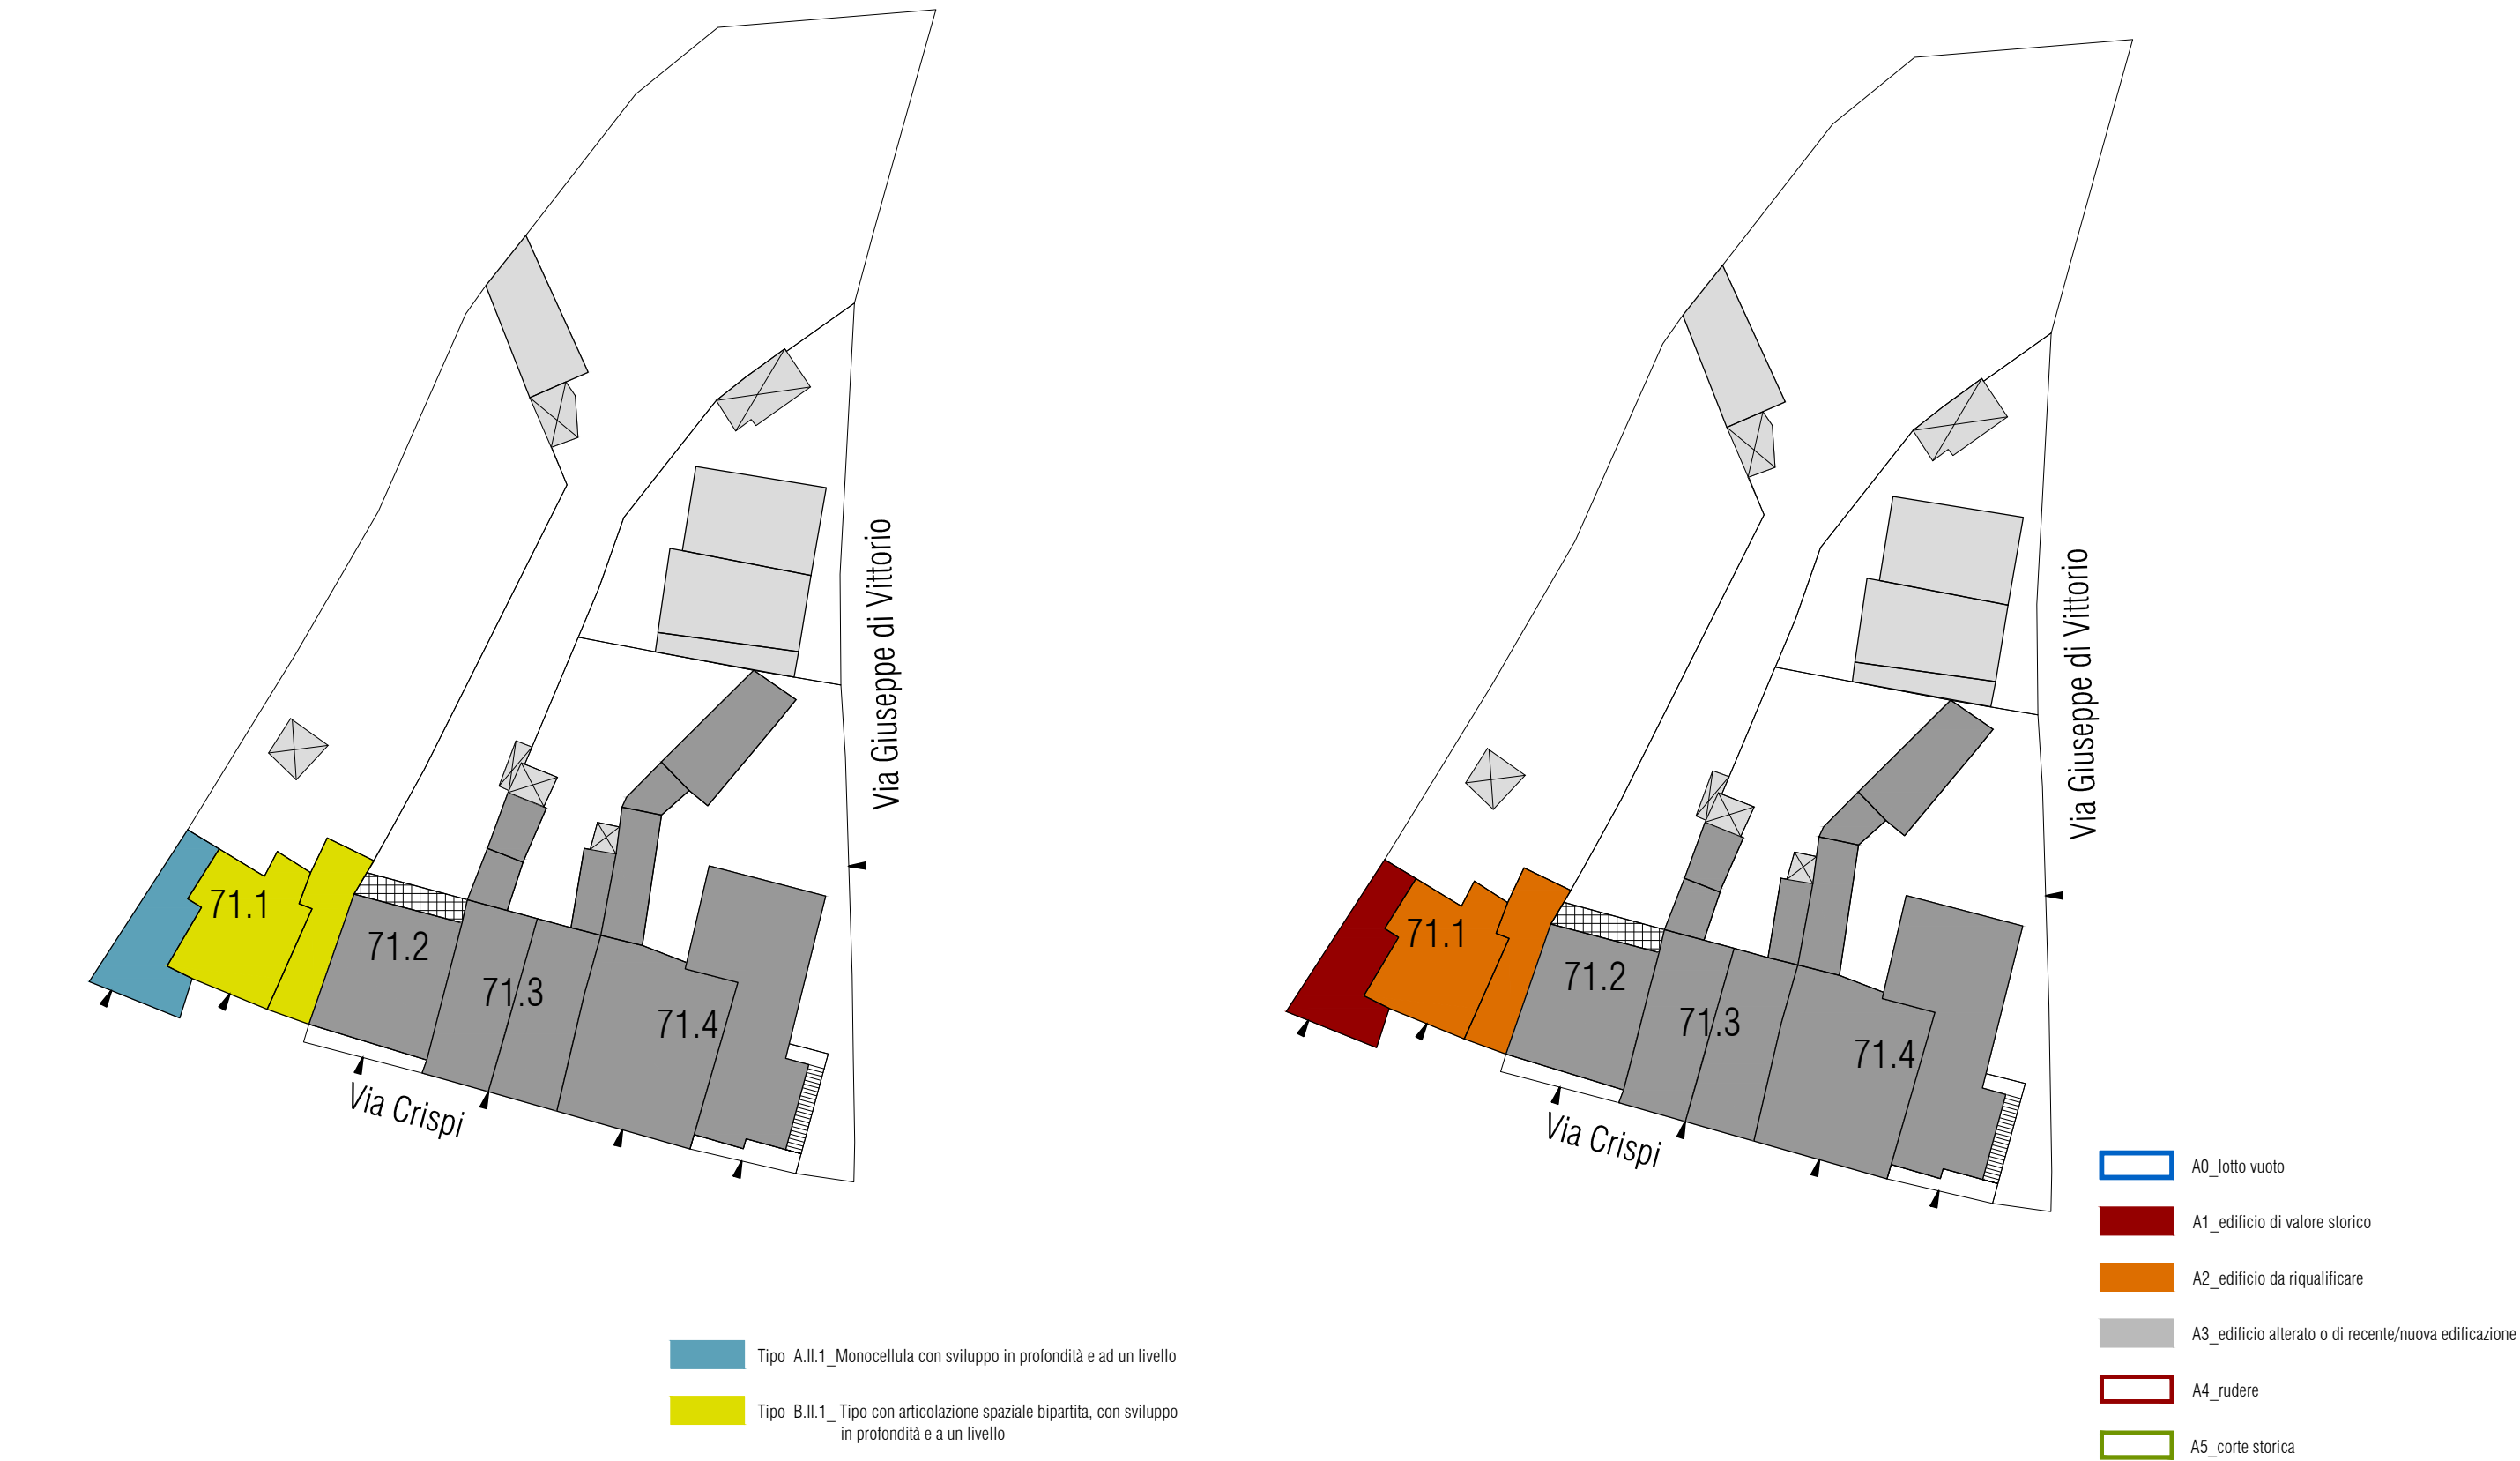 Via Giuseppe di Vittorio
71.1
71.2
71.3
71.4
Via Crispi
Tipo A.II.1_Monocellula con sviluppo in profondità e ad un livello
Tipo B.II.1_ Tipo con articolazione spaziale bipartita, con sviluppo
in profondità e a un livello
Via Giuseppe di Vittorio
71.1
71.2
71.3
71.4
Via Crispi
A0_lotto vuoto
A1_edificio di valore storico
A2_edificio da riqualificare
A3_edificio alterato o di recente/nuova edificazione
A4_rudere
A5_corte storica